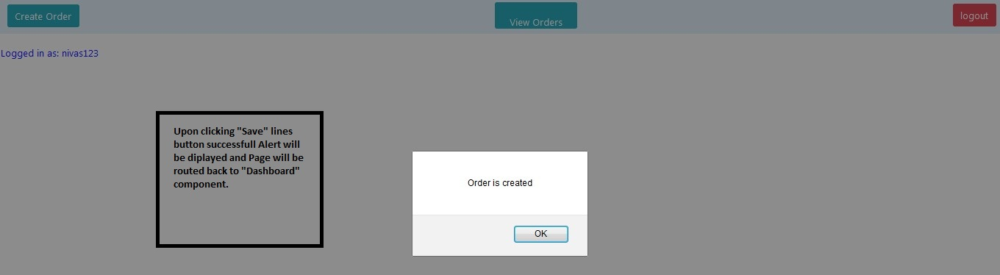 Create Order
View Orders
logout
Logged in as: nivas123
Upon clicking "Save" lines
button successfull Alert will
be diplayed and Page will be
routed back to "Dashboard"
component.
Order is created
OK